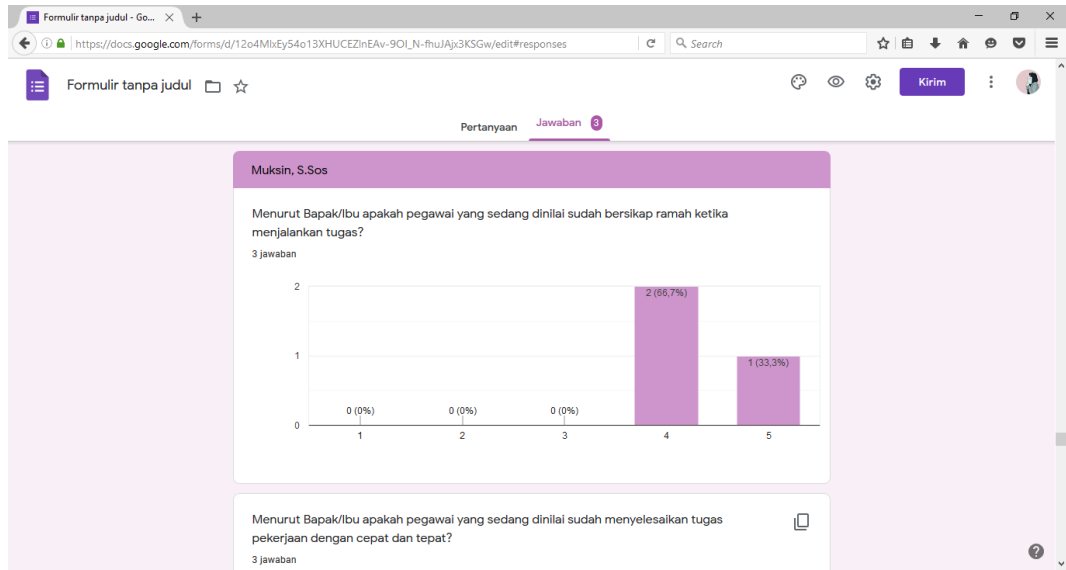 Formulir tanpa judul - Go...
https://docs.google.com/forms/d/12o4MlxEy54o13XHUCEZlnEAv-9OI_N-fhuJAjx3KSGw/edit#responses
Search
Formulir tanpa judul
Kirim
Pertanyaan
Jawaban 3
Muksin, S.Sos
Menurut Bapak/Ibu apakah pegawai yang sedang dinilai sudah bersikap ramah ketika
menjalankan tugas?
3 jawaban
2
2 (66,7%)
1
1 (33,3%)
0 (0%)
0 (0%)
0 (0%)
0
1
2
3
4
5
Menurut Bapak/Ibu apakah pegawai yang sedang dinilai sudah menyelesaikan tugas
pekerjaan dengan cepat dan tepat?
3 jawaban